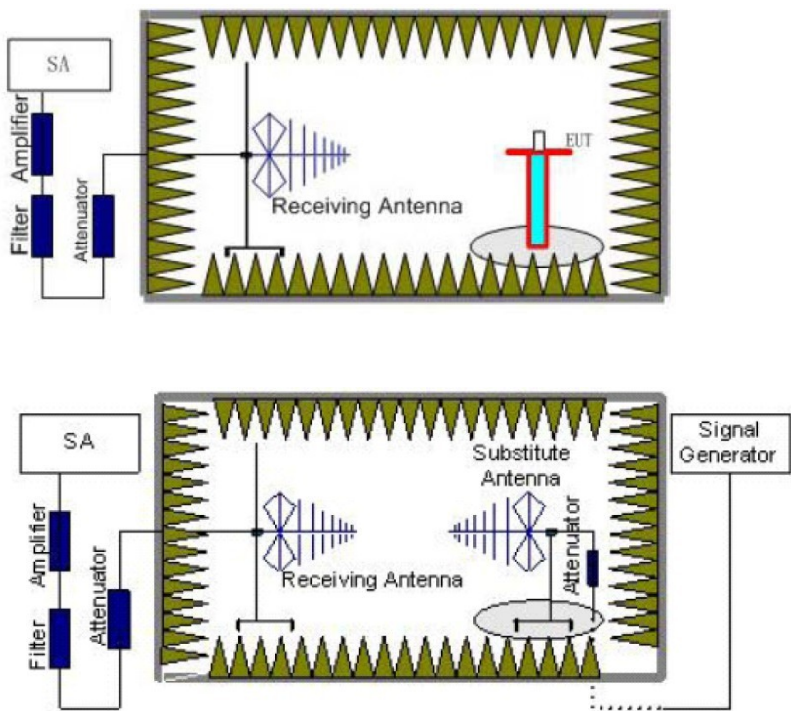 SA
Amplifier
Filter
Attenuator
EUT
Receiving Antenna
SA
Amplifier
Filter
Attenuator
Receiving Antenna
Substitute
Antenna
Attenuator
Signal
Generator